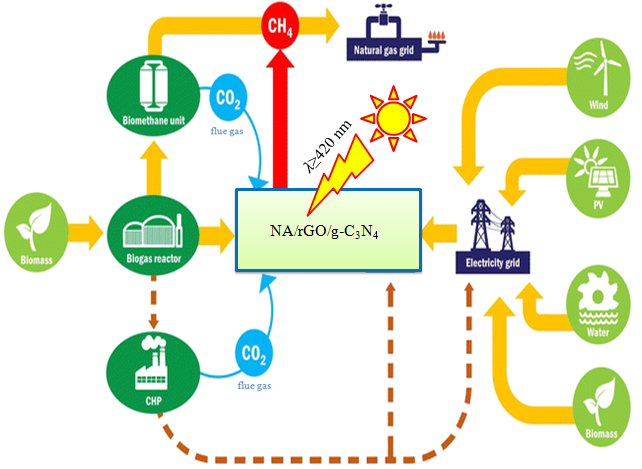 CH₄
Natural gas grid
Biomethane unit
CO₂
flue gas
λ≥420 nm
Wind
PV
Biomass
Biogas reactor
NA/rGO/g-C₃N₄
Electricity grid
Water
CHP
CO₂
flue gas
Biomass